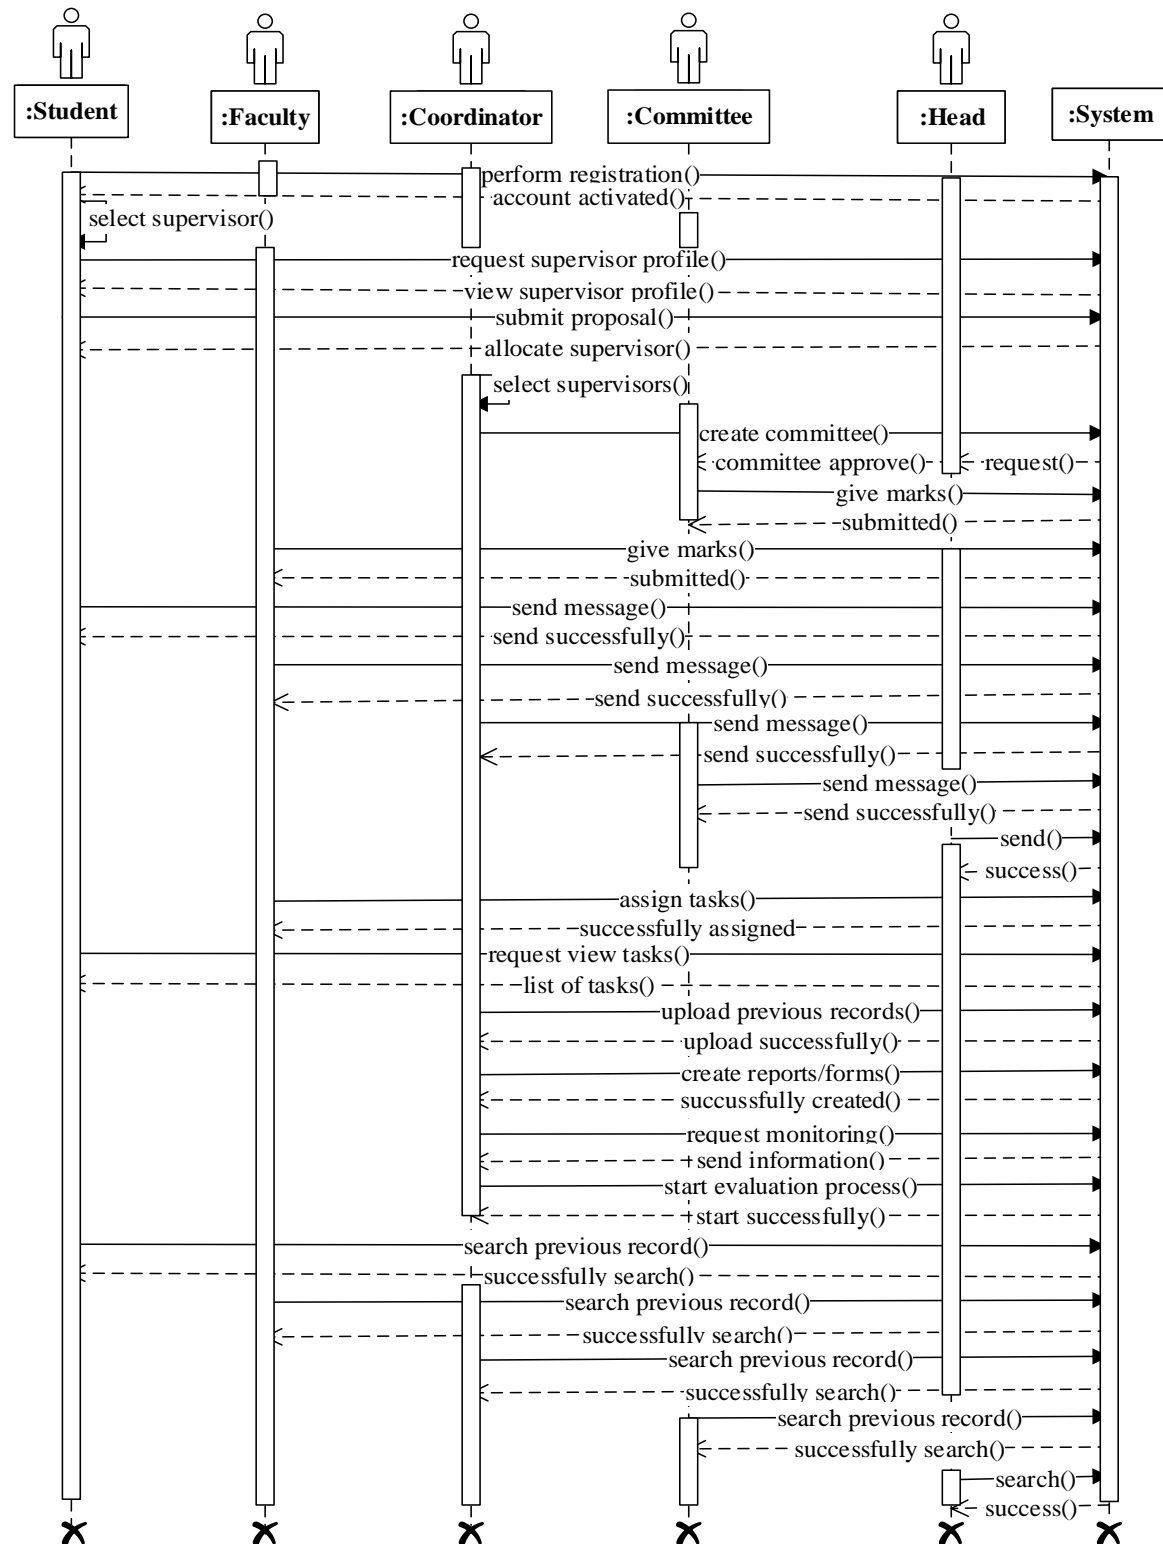 :Student
:Faculty
:Coordinator
:Committee
:Head
:System
perform registration()
account activated()
select supervisor()
request supervisor profile()
view supervisor profile()
submit proposal()
allocate supervisor()
select supervisors()
create committee()
committee approve()
request()
give marks()
submitted()
give marks()
submitted()
send message()
send successfully()
send message()
send successfully()
send message()
send successfully()
send message()
send successfully()
send()
success()
assign tasks()
successfully assigned
request view tasks()
list of tasks()
upload previous records()
upload successfully()
create reports/forms()
succussfully created()
request monitoring()
send information()
start evaluation process()
start successfully()
search previous record()
successfully search()
search previous record()
successfully search()
search previous record()
successfully search()
search previous record()
successfully search()
search()
success()